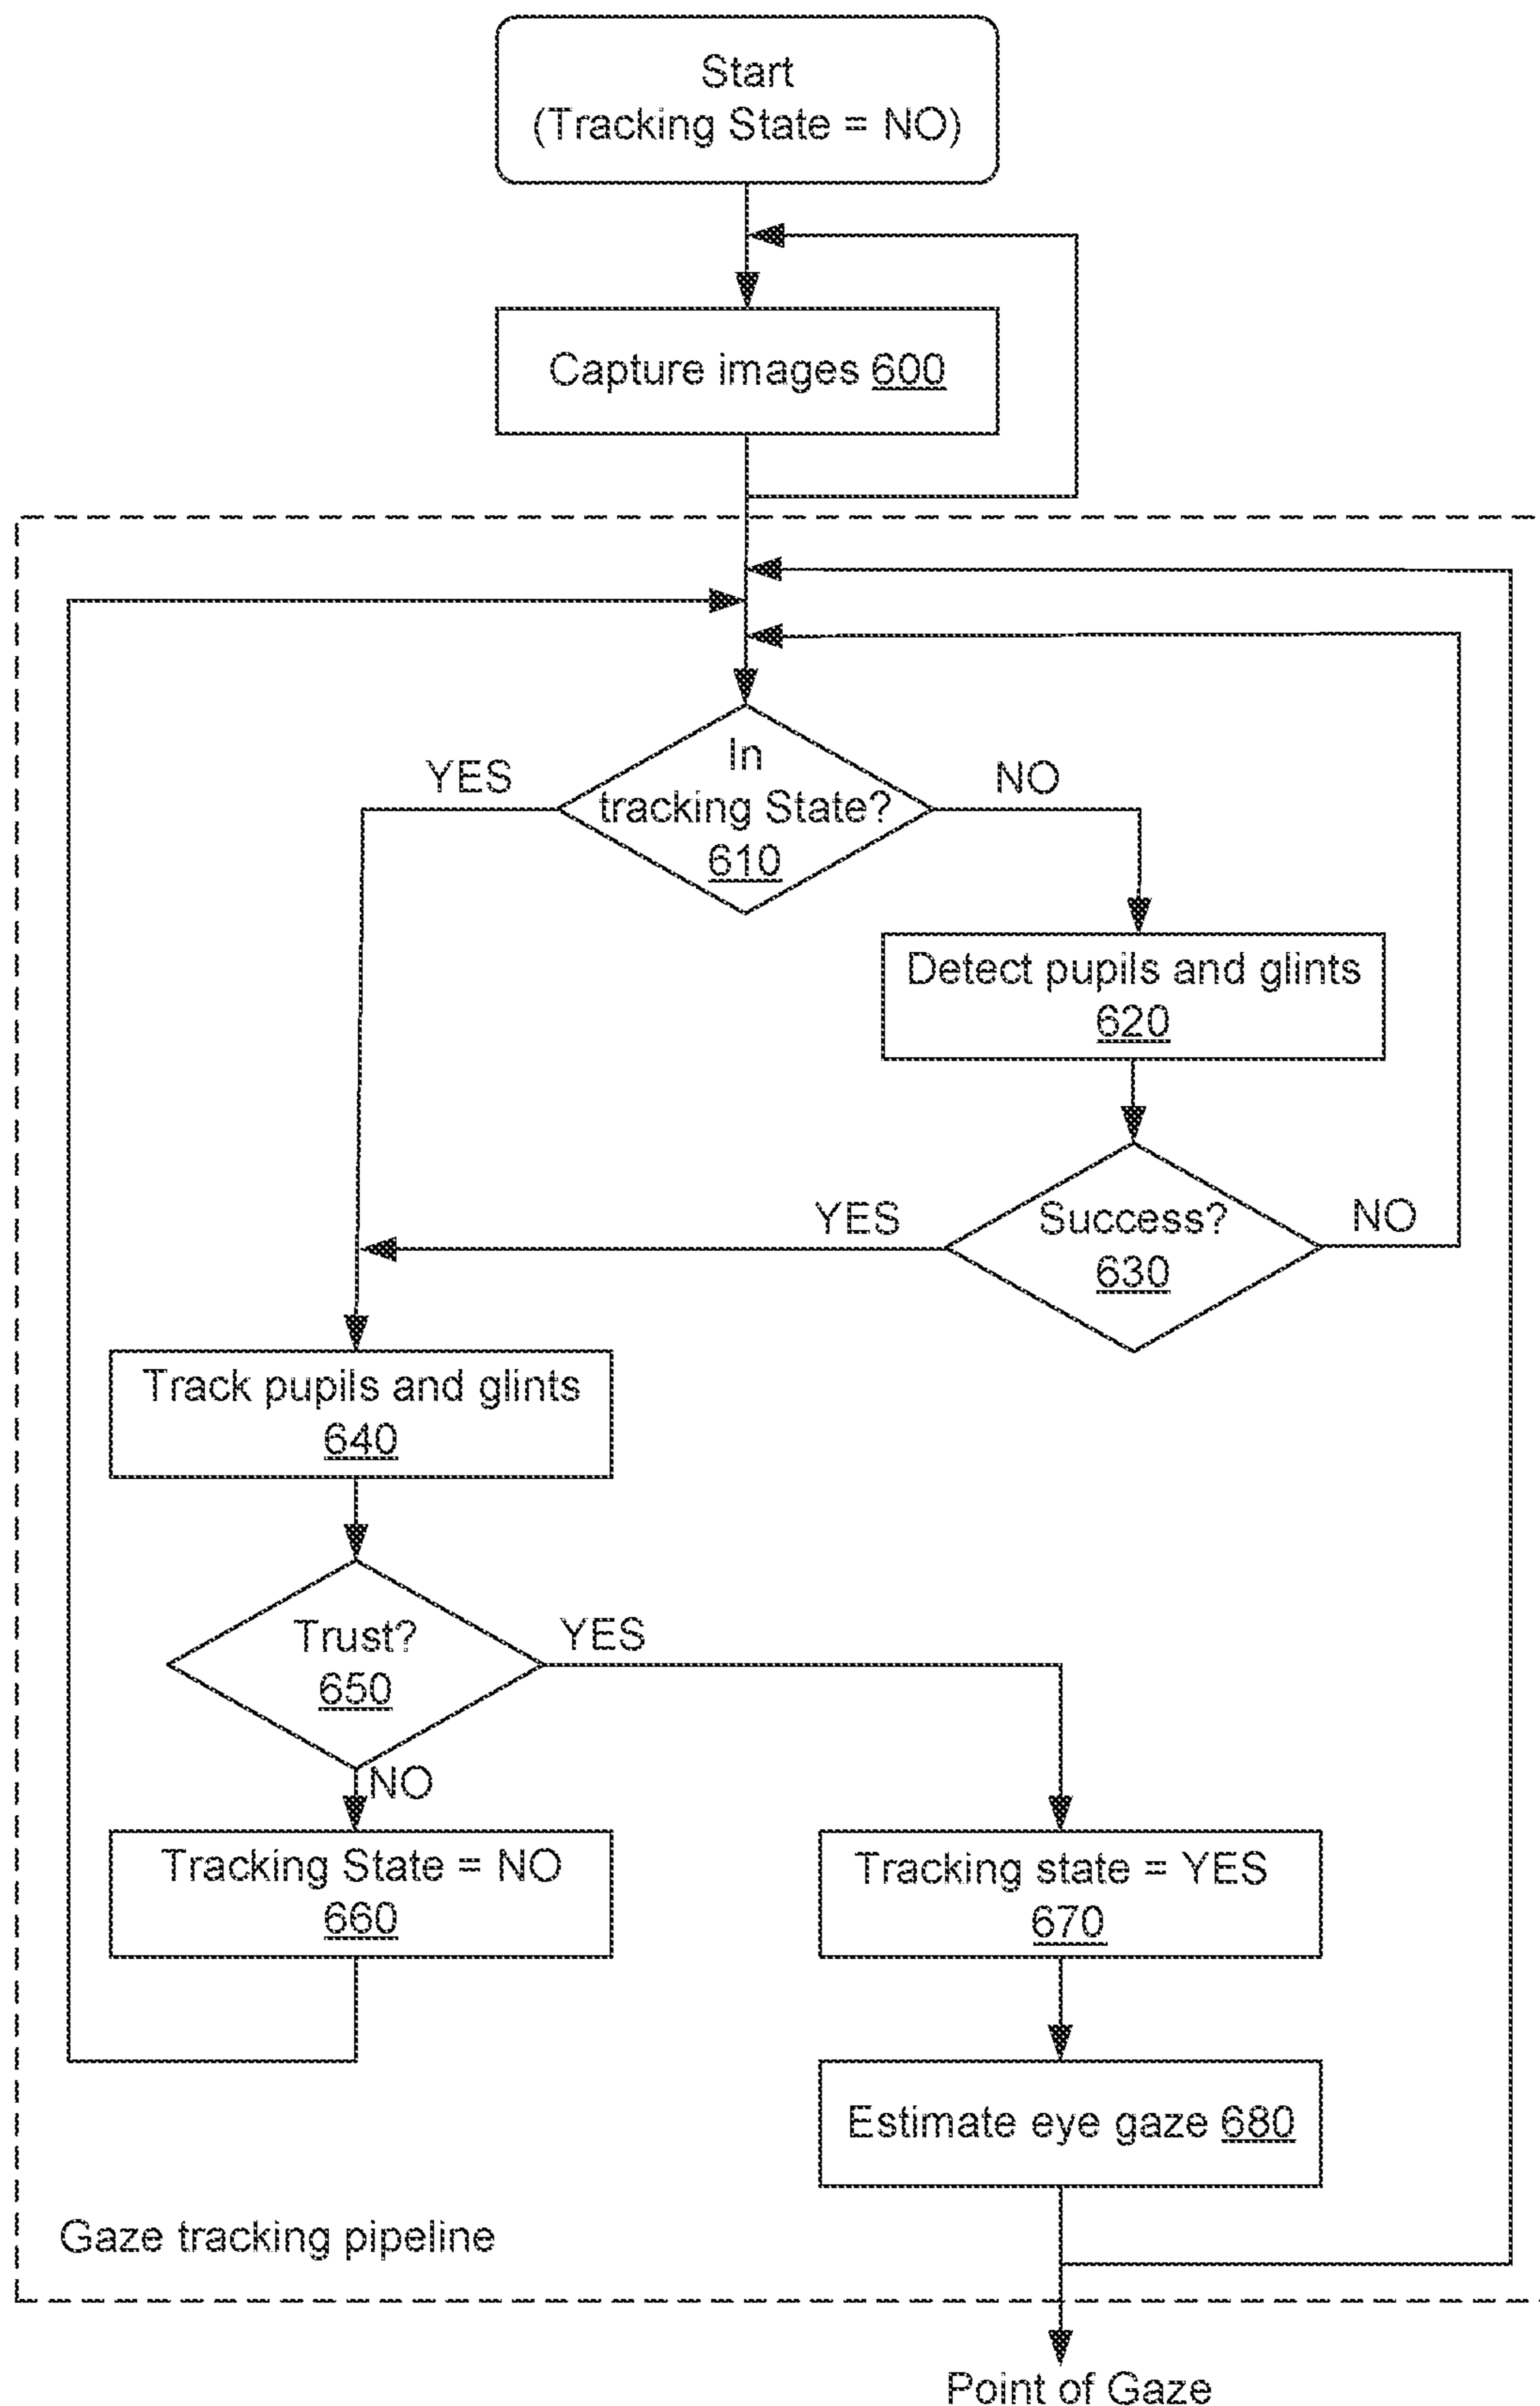 Start
(Tracking State = NO)
Capture images 600
In
tracking State?
610
YES
NO
Detect pupils and glints
620
Success?
630
YES
NO
Track pupils and glints
640
Trust?
650
YES
NO
Tracking State = NO
660
Tracking state = YES
670
Estimate eye gaze 680
Gaze tracking pipeline
Point of Gaze